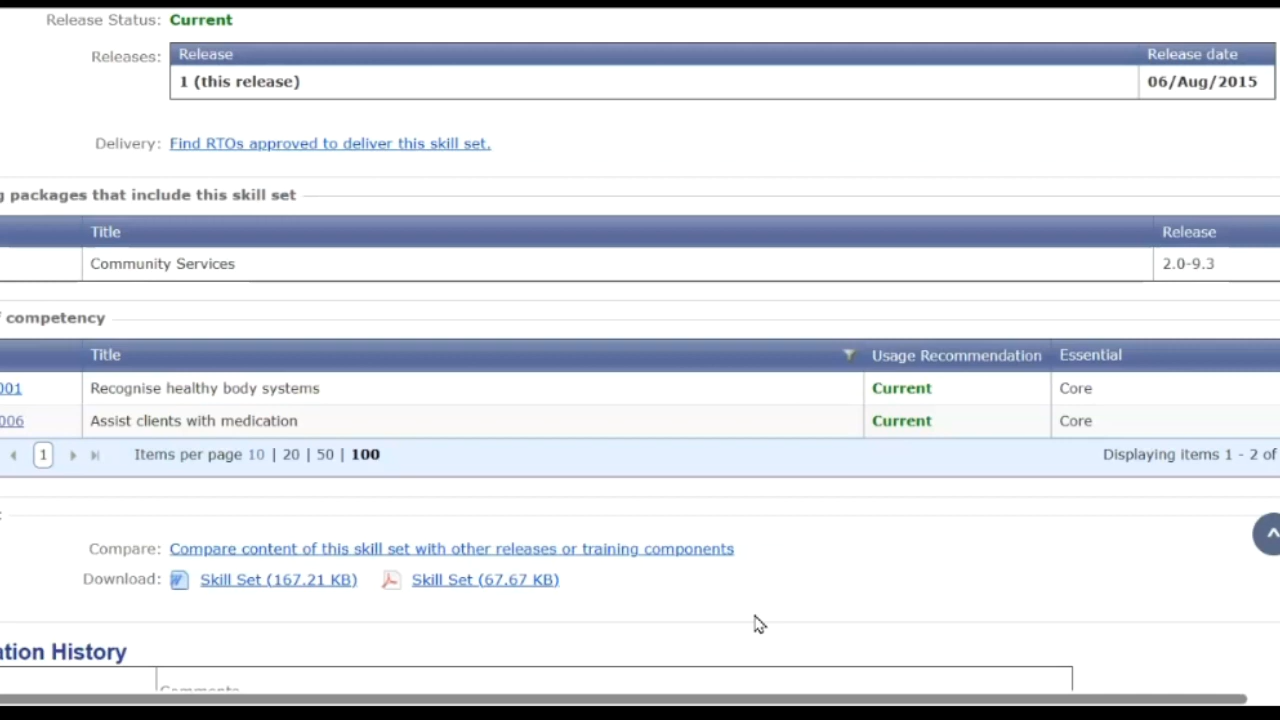 Release Status: Current
Releases: Release Release date
1 (this release) 06/Aug/2015
Delivery: Find RTOs approved to deliver this skill set.
g packages that include this skill set
Title Release
Community Services 2.0-9.3
f competency
Title Usage Recommendation Essential
001 Recognise healthy body systems Current Core
006 Assist clients with medication Current Core
1 Items per page 10 | 20 | 50 | 100 Displaying items 1 - 2 of
Compare: Compare content of this skill set with other releases or training components
Download: Skill Set (167.21 KB) Skill Set (67.67 KB)
ation History
Comments